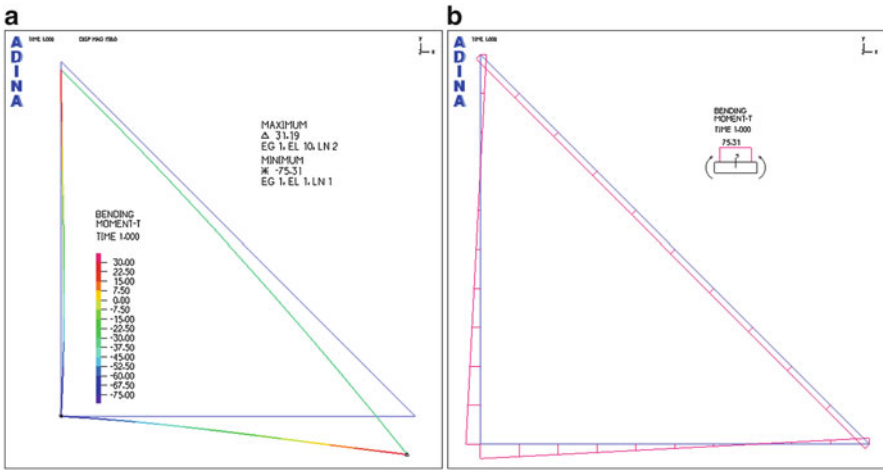 a
ADINA
TIME 1.000 DISP MAG 1158.0
Y
Z X
MAXIMUM
Δ 31.19
EG 1, EL 10, LN 2
MINIMUM
Ж -75.31
EG 1, EL 1, LN 1
BENDING
MOMENT-T
TIME 1.000
30.00
22.50
15.00
7.50
0.00
-7.50
-15.00
-22.50
-30.00
-37.50
-45.00
-52.50
-60.00
-67.50
-75.00
b
ADINA
TIME 1.000
Y
Z X
BENDING
MOMENT-T
TIME 1.000
75.31